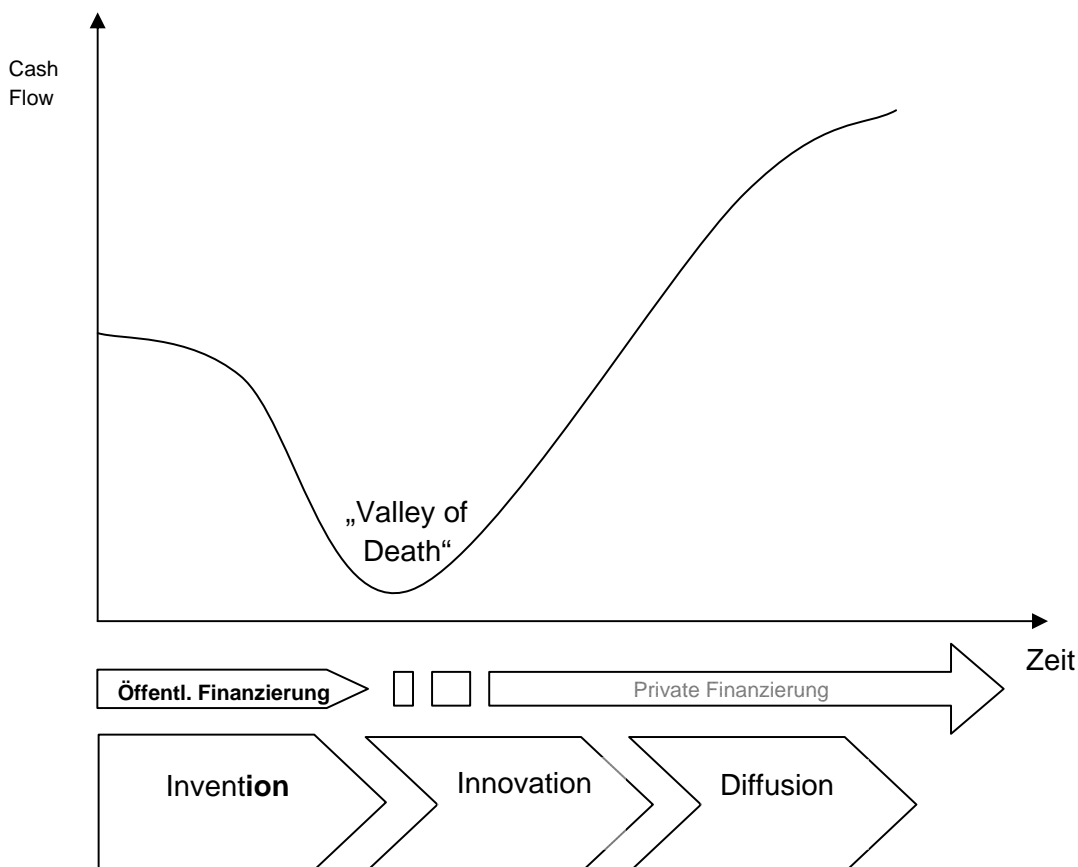 Cash
Flow
„Valley of
Death“
Zeit
Öffentl. Finanzierung
Private Finanzierung
Invention
Innovation
Diffusion